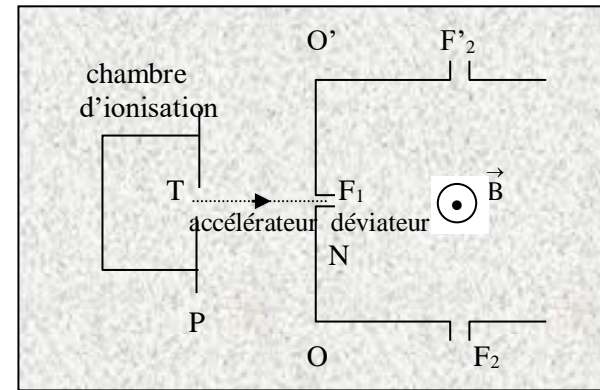 O’ F’2
chambre
d’ionisation
T F1 B
accélérateur déviateur
N
P
O F2